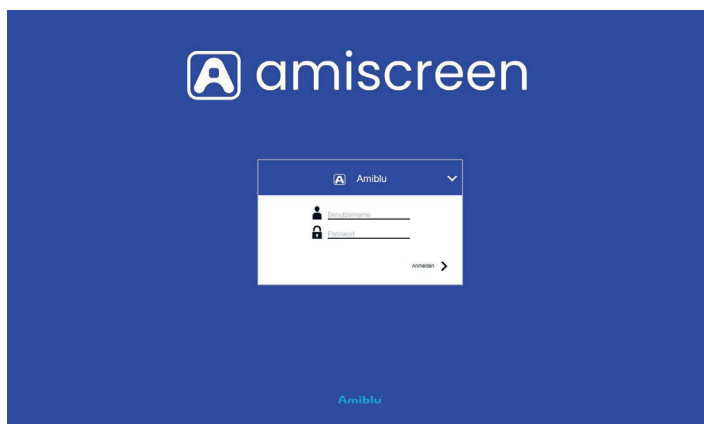 A amiscreen
A Amiblu
Benutzername
Passwort
Anmelden
Amiblu